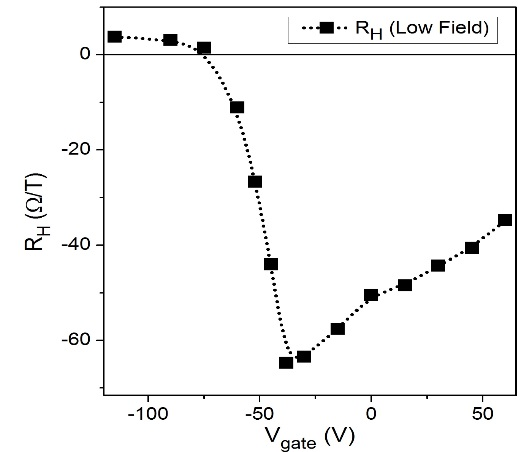 R_H (Low Field)
0
-20
-40
-60
R_H (Ω/T)
-100 -50 0 50
V_gate (V)